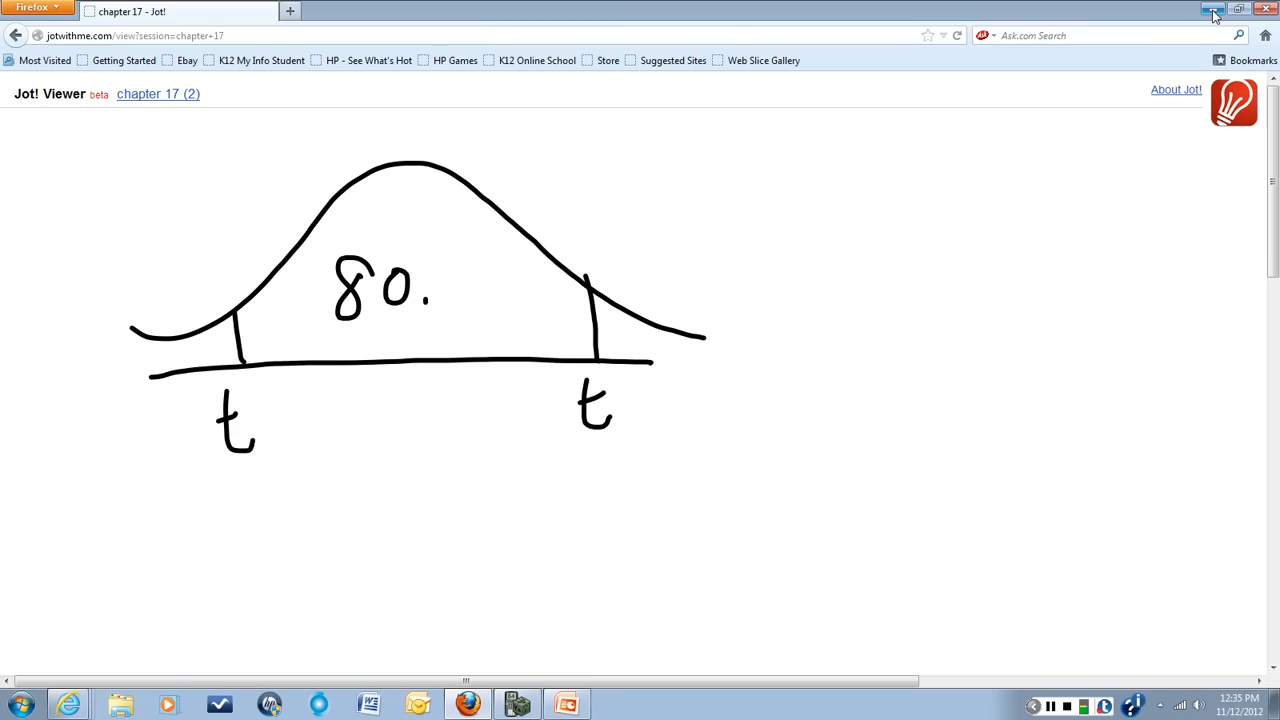 Firefox
chapter 17 - Jot!
jotwithme.com/view?session=chapter+17
Ask.com Search
Most Visited Getting Started Ebay K12 My Info Student HP - See What's Hot HP Games K12 Online School Store Suggested Sites Web Slice Gallery Bookmarks
Jot! Viewer beta chapter 17 (2) About Jot!
80.
t t
12:35 PM
11/12/2012